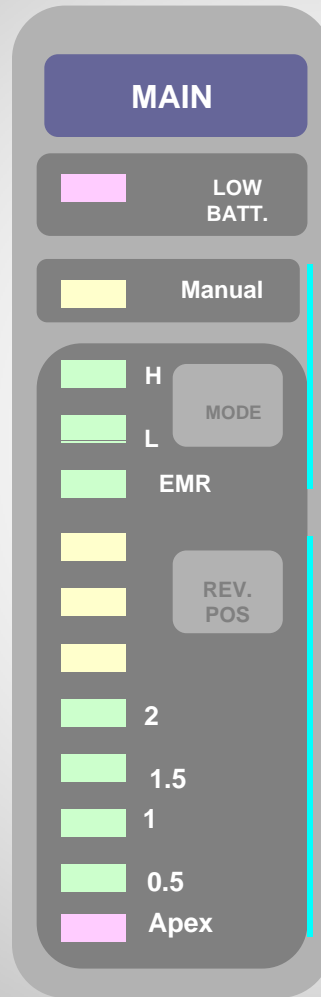 MAIN
LOW
BATT.
Manual
H
MODE
L
EMR
REV.
POS
2
1.5
1
0.5
Apex